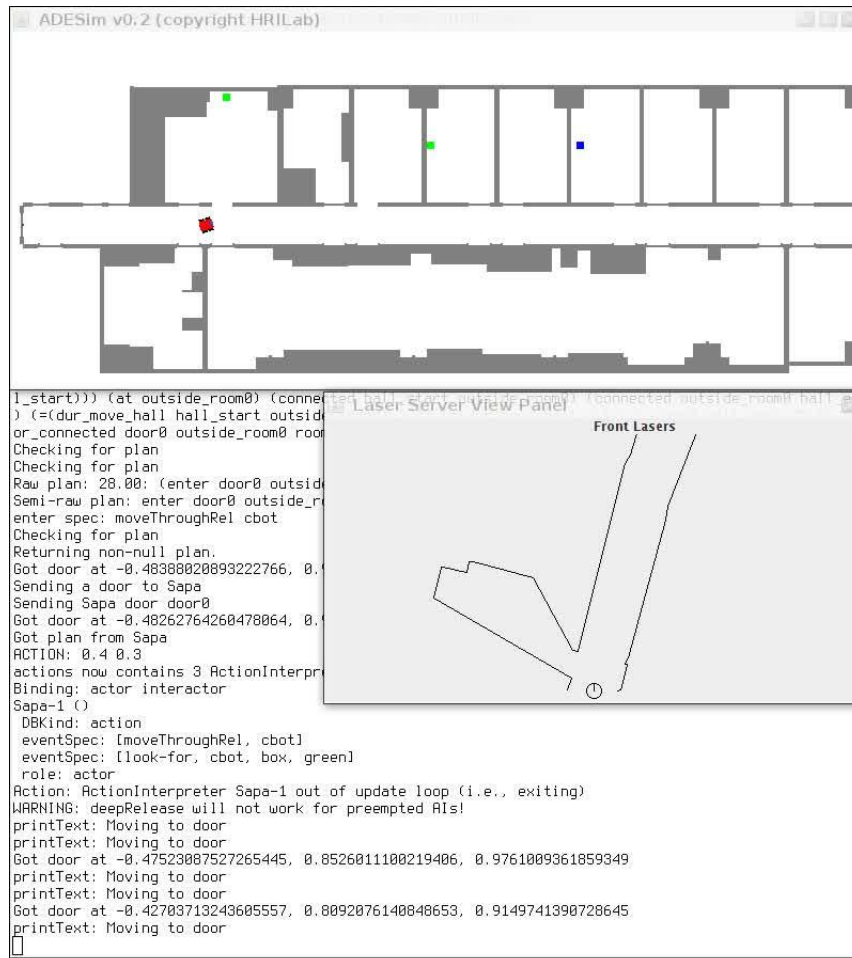 ADESim v0.2 (copyright HRILab)
l_start))) (at outside_room0) (connected hall_start outside_room0) (connected outside_room0 hall_e
) (=(dur_move_hall hall_start outside
or_connected door0 outside_room0 room
Checking for plan
Checking for plan
Raw plan: 28.00: (enter door0 outside
Semi-raw plan: enter door0 outside_r
enter spec: moveThroughRel cbot
Checking for plan
Returning non-null plan.
Got door at -0.48388020893222766, 0.9
Sending a door to Sapa
Sending Sapa door door0
Got door at -0.48262764260478064, 0.9
Got plan from Sapa
ACTION: 0.4 0.3
actions now contains 3 ActionInterpre
Binding: actor interactor
Sapa-1 ()
DBKind: action
eventSpec: [moveThroughRel, cbot]
eventSpec: [look-for, cbot, box, green]
role: actor
Action: ActionInterpreter Sapa-1 out of update loop (i.e., exiting)
WARNING: deepRelease will not work for preempted AIs!
printText: Moving to door
printText: Moving to door
Got door at -0.47523087527265445, 0.8526011100219406, 0.9761009361859349
printText: Moving to door
printText: Moving to door
Got door at -0.42703713243605557, 0.8092076140848653, 0.9149741390728645
printText: Moving to door
Laser Server View Panel
Front Lasers